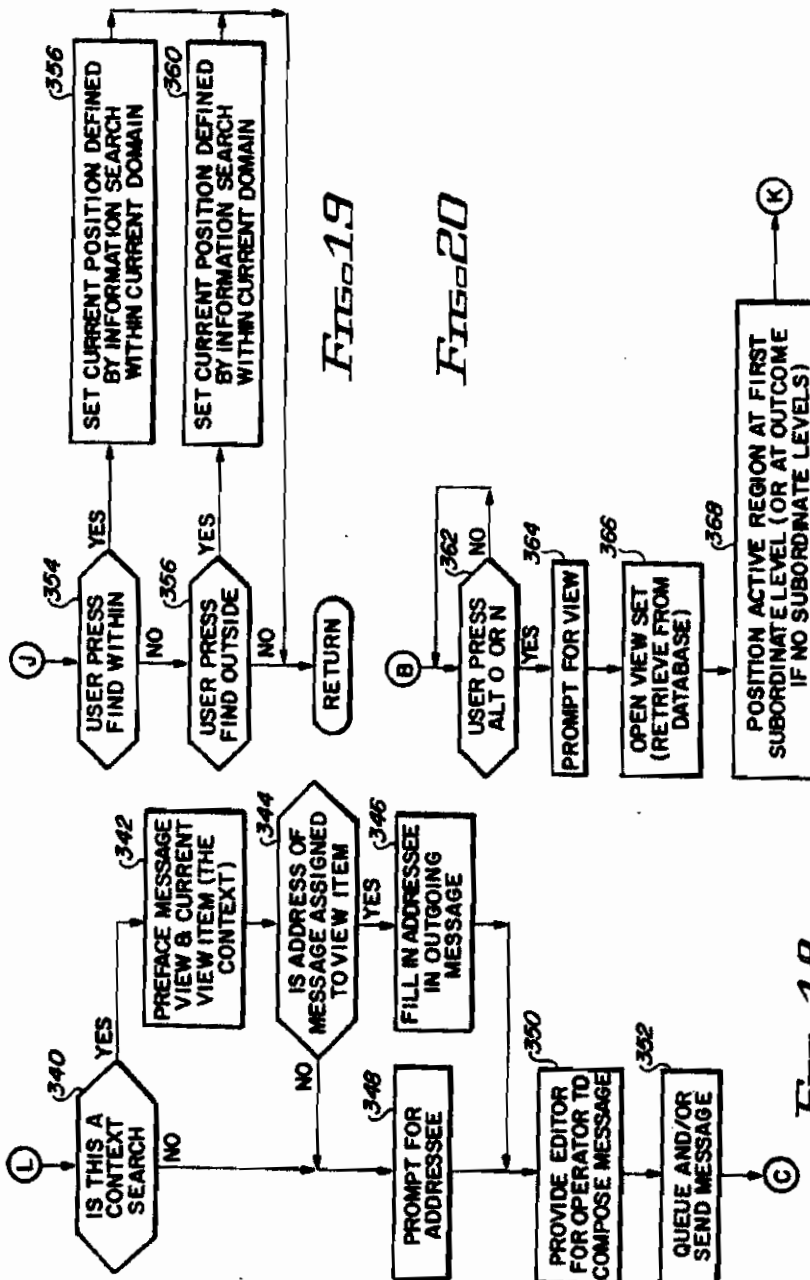 L
340
IS THIS A
CONTEXT
SEARCH
YES
NO
342
PREFACE MESSAGE
VIEW & CURRENT
VIEW ITEM (THE
CONTEXT)
344
IS ADDRESS OF
MESSAGE ASSIGNED
TO VIEW ITEM
NO
YES
346
FILL IN ADDRESSEE
IN OUTGOING
MESSAGE
348
PROMPT FOR
ADDRESSEE
350
PROVIDE EDITOR
FOR OPERATOR TO
COMPOSE MESSAGE
352
QUEUE AND/OR
SEND MESSAGE
C
J
354
USER PRESS
FIND WITHIN
YES
NO
356
SET CURRENT POSITION DEFINED
BY INFORMATION SEARCH
WITHIN CURRENT DOMAIN
356
USER PRESS
FIND OUTSIDE
YES
NO
360
SET CURRENT POSITION DEFINED
BY INFORMATION SEARCH
WITHIN CURRENT DOMAIN
RETURN
FIG. 19
B
362
USER PRESS
ALT O OR N
NO
YES
364
PROMPT FOR VIEW
366
OPEN VIEW SET
(RETRIEVE FROM
DATABASE)
368
POSITION ACTIVE REGION AT FIRST
SUBORDINATE LEVEL (OR AT OUTCOME
IF NO SUBORDINATE LEVELS)
K
FIG. 20